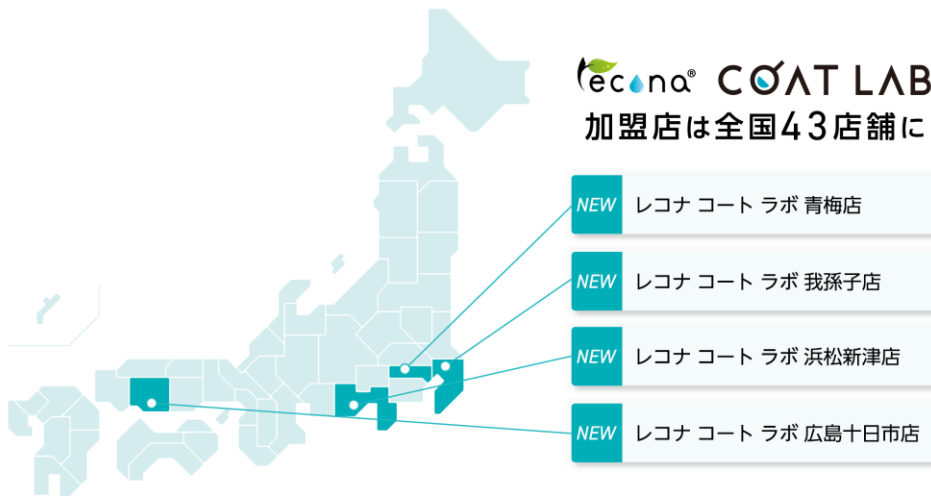 recona® COAT LAB
加盟店は全国43店舗に
NEW レコナ コート ラボ 青梅店
NEW レコナ コート ラボ 我孫子店
NEW レコナ コート ラボ 浜松新津店
NEW レコナ コート ラボ 広島十日市店